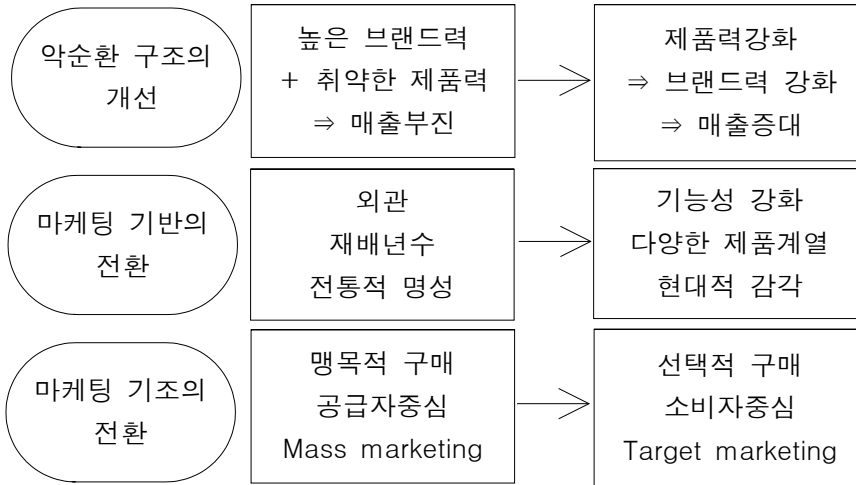 악순환 구조의
개선
높은 브랜드력
+ 취약한 제품력
⇒ 매출부진
제품력강화
⇒ 브랜드력 강화
⇒ 매출증대
마케팅 기반의
전환
외관
재배년수
전통적 명성
기능성 강화
다양한 제품계열
현대적 감각
마케팅 기조의
전환
맹목적 구매
공급자중심
Mass marketing
선택적 구매
소비자중심
Target marketing